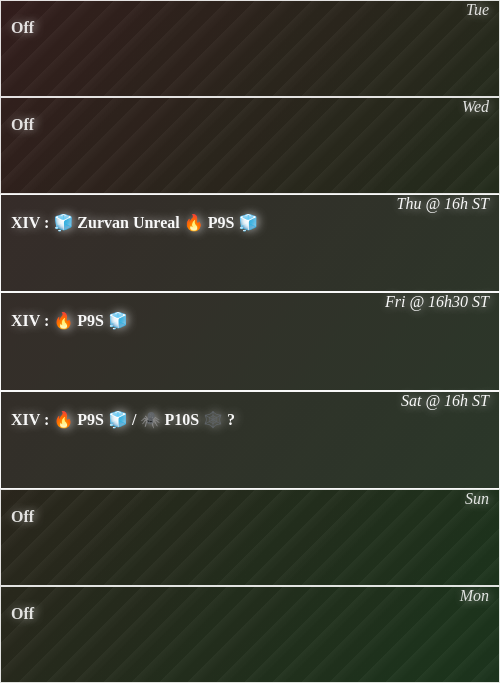 Tue
Off
Wed
Off
Thu @ 16h ST
XIV : 🧊 Zurvan Unreal 🔥 P9S 🧊
Fri @ 16h30 ST
XIV : 🔥 P9S 🧊
Sat @ 16h ST
XIV : 🔥 P9S 🧊 / 🕷️ P10S 🕸️ ?
Sun
Off
Mon
Off